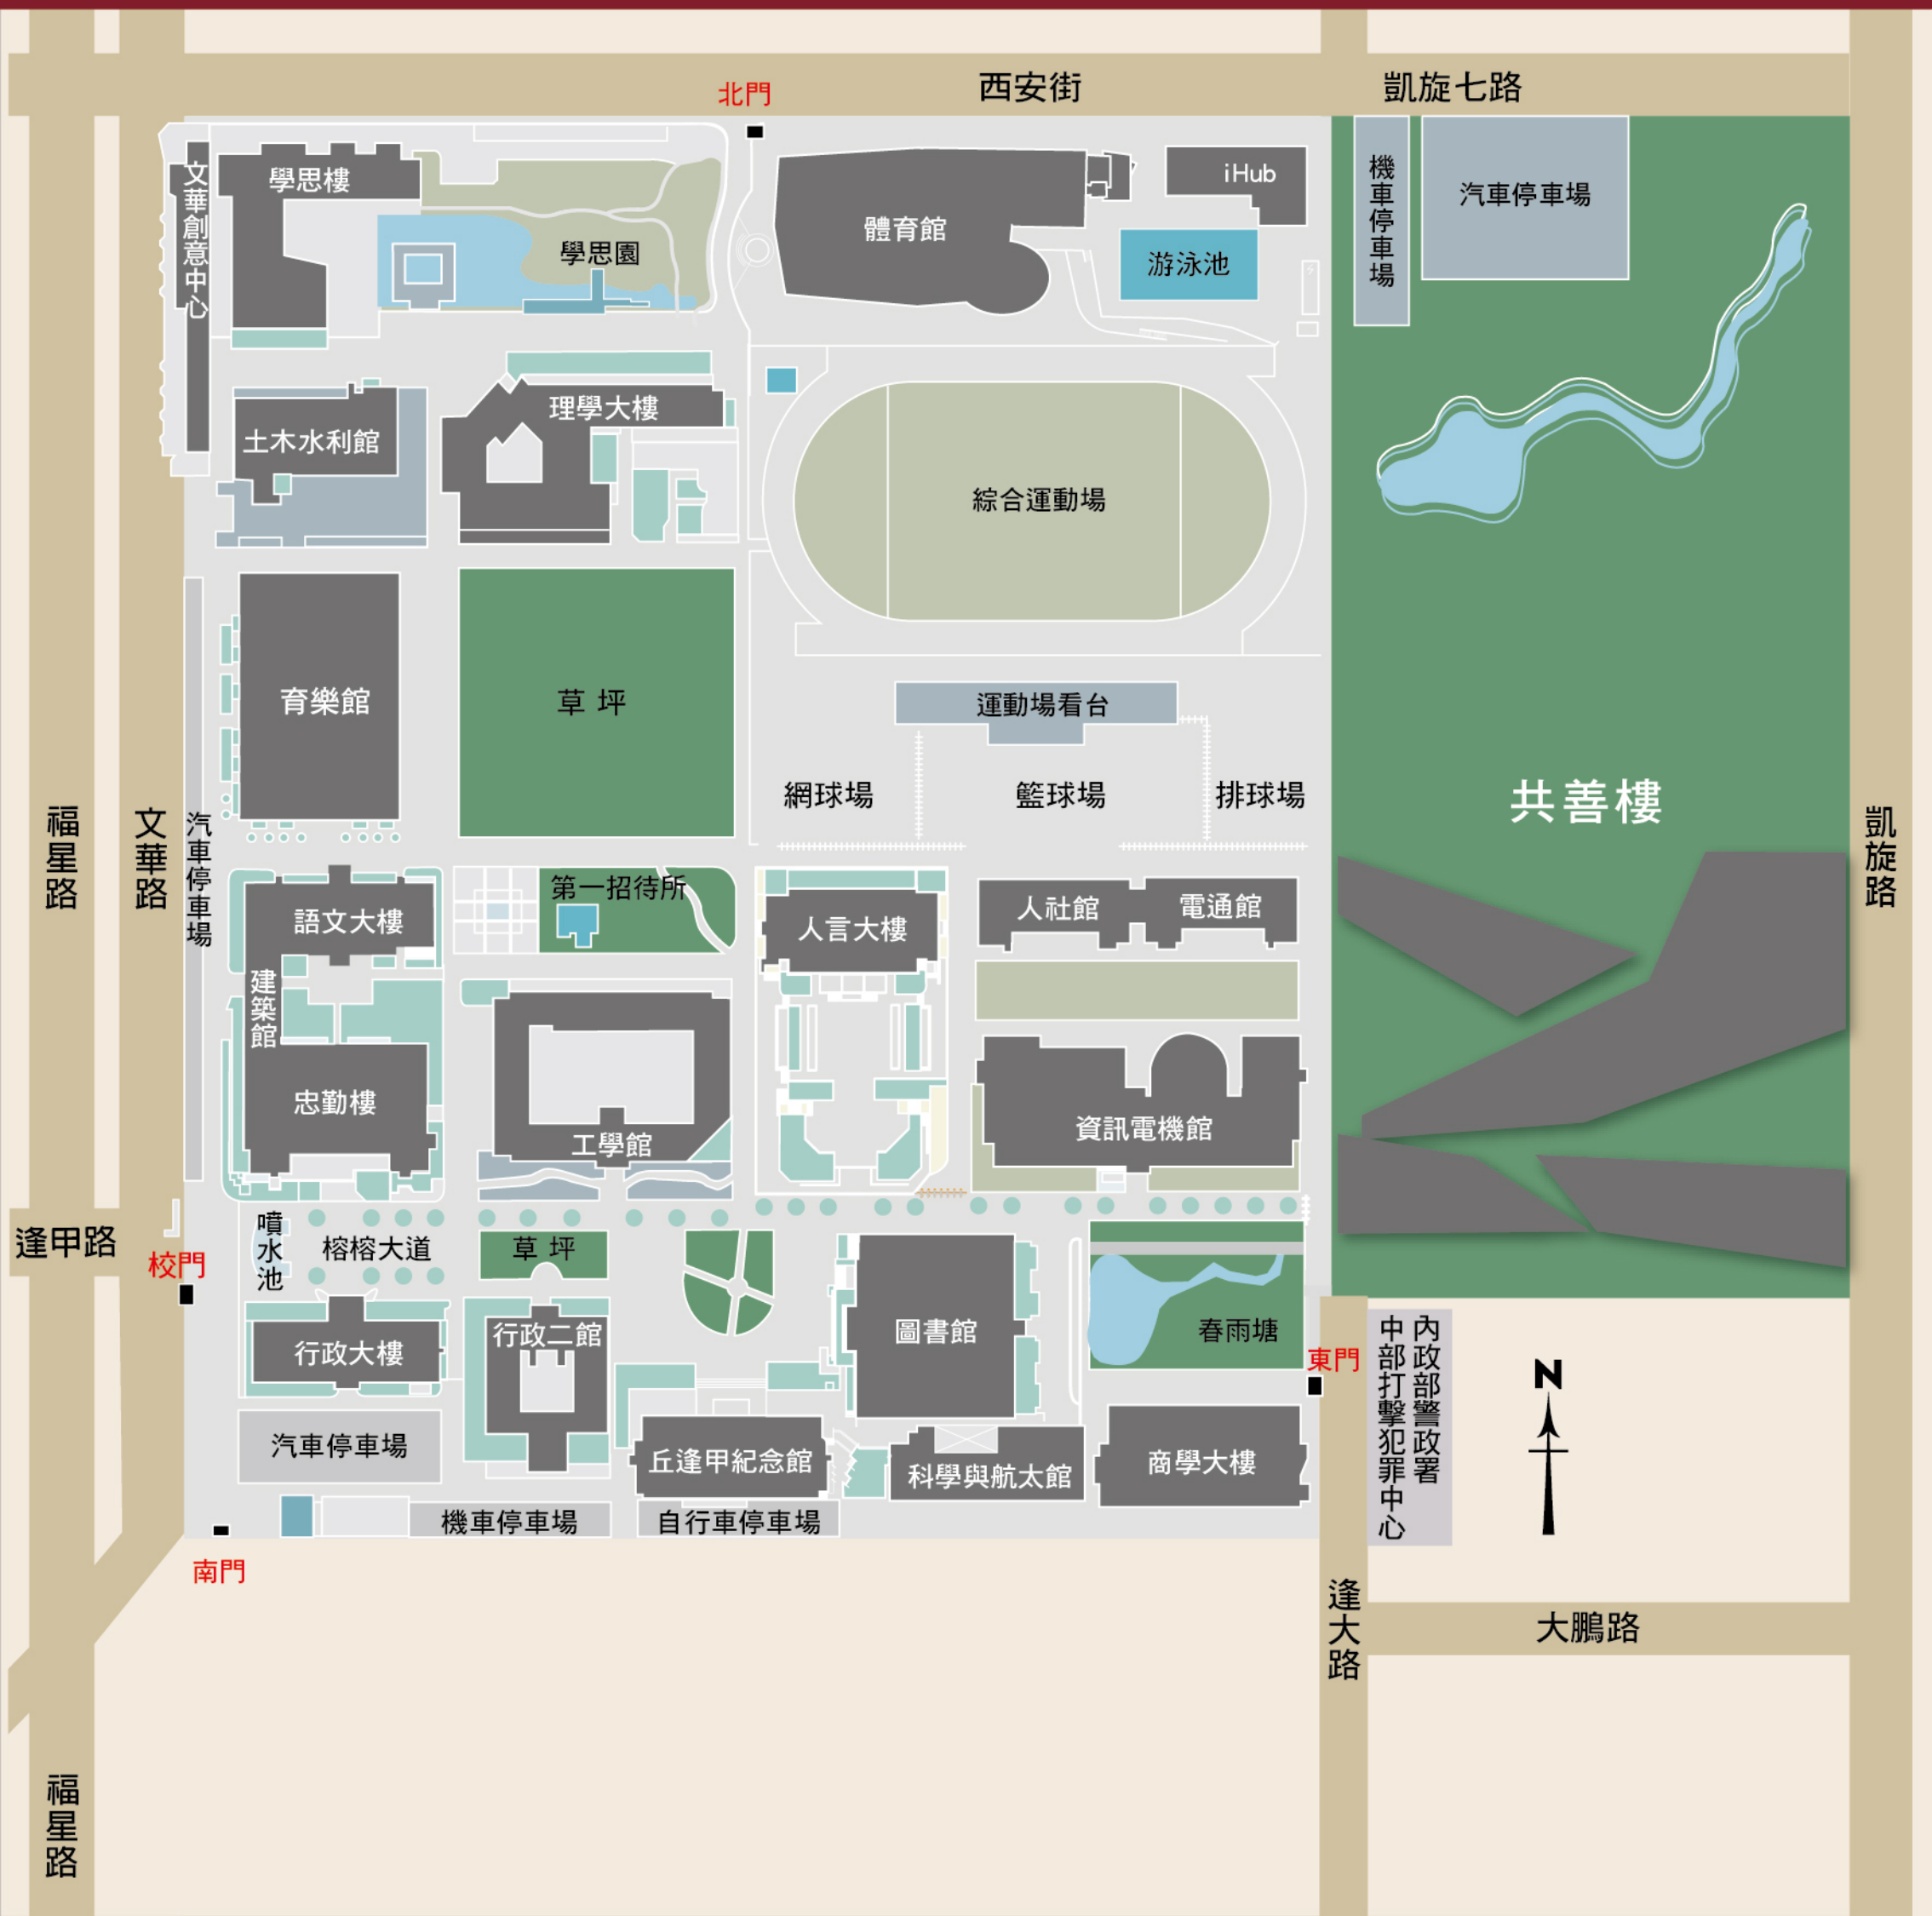 西安街
凱旋七路
北門
文華創意中心
學思樓
學思園
體育館
iHub
游泳池
機車停車場
汽車停車場
土木水利館
理學大樓
綜合運動場
育樂館
草坪
運動場看台
網球場
籃球場
排球場
共善樓
福星路
文華路
汽車停車場
凱旋路
語文大樓
第一招待所
人言大樓
人社館
電通館
建築館
忠勤樓
工學館
資訊電機館
逢甲路
校門
噴水池
榕榕大道
草坪
行政大樓
行政二館
圖書館
春雨塘
東門
內政部警政署
中部打擊犯罪中心
N
汽車停車場
丘逢甲紀念館
科學與航太館
商學大樓
機車停車場
自行車停車場
南門
逢大路
大鵬路
福星路